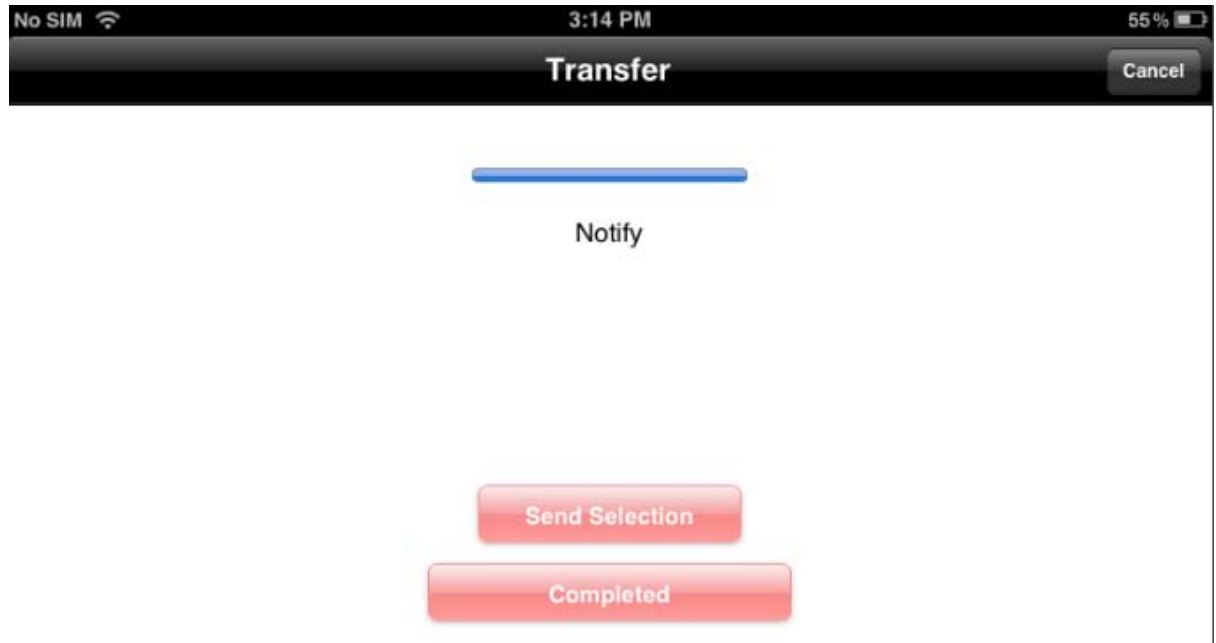 No SIM 3:14 PM 55%
Transfer Cancel
Notify
Send Selection
Completed